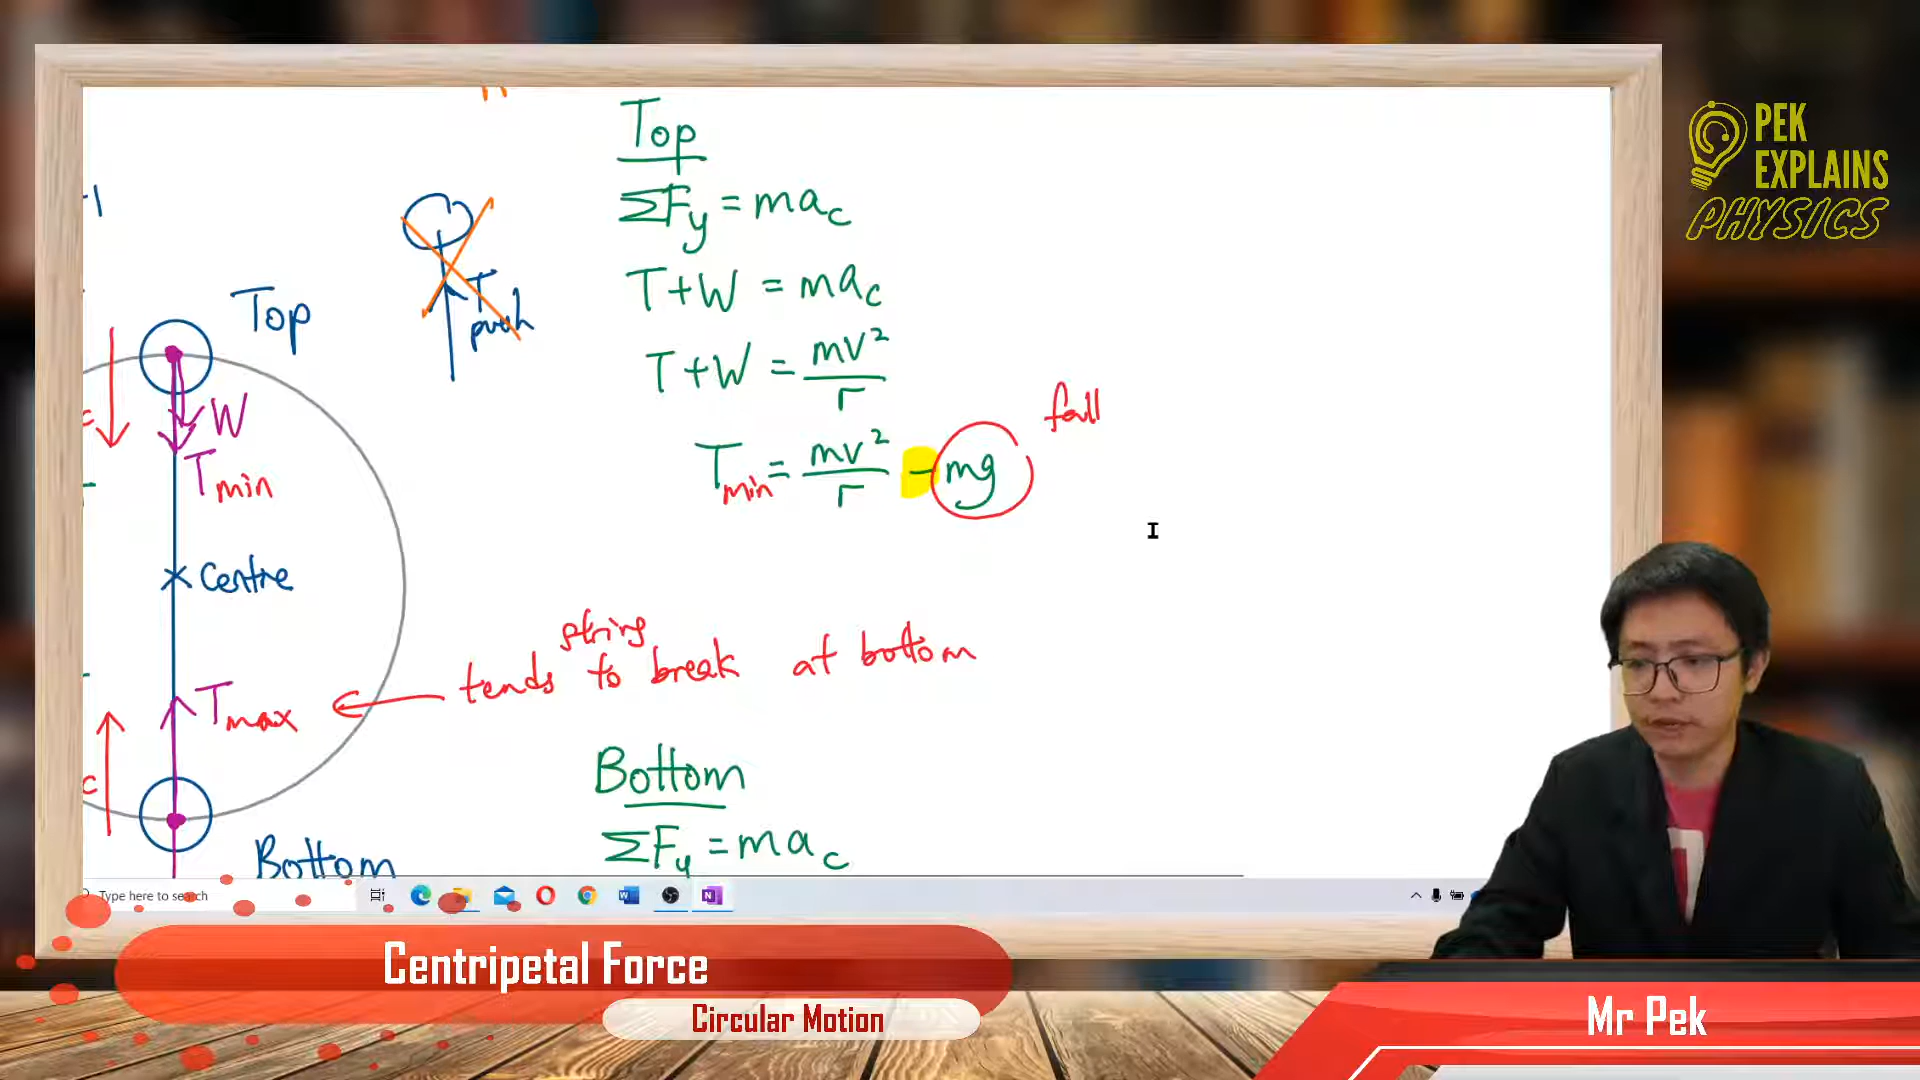 Top
ΣFy = mac
T+W = mac
T+W = mv²/r
Tmin = mv²/r - mg
fall
T
push
Top
W
Tmin
Centre
string
tends to break at bottom
Tmax
c
Bottom
ΣFy = mac
Bottom
Type here to search
PEK
EXPLAINS
PHYSICS
Centripetal Force
Circular Motion
Mr Pek